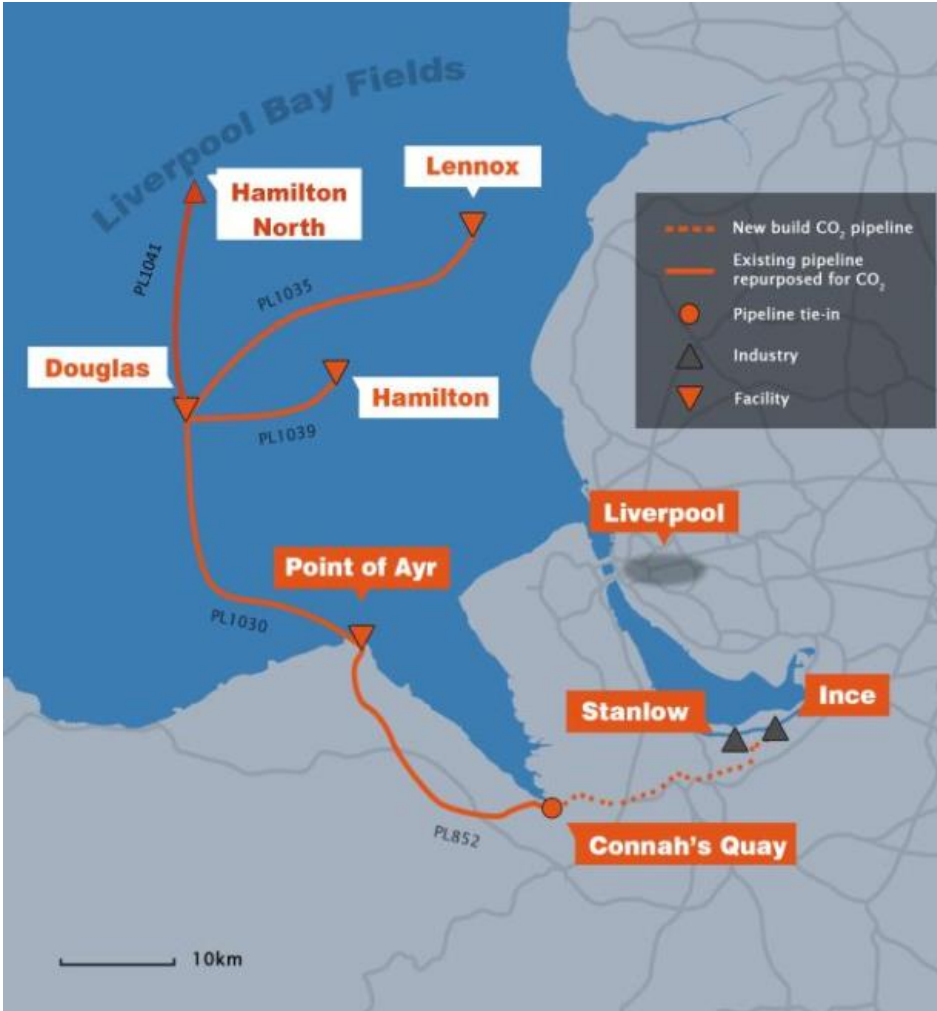 Liverpool Bay Fields
Hamilton
North
Lennox
PL1041
PL1035
Douglas
Hamilton
PL1039
New build CO₂ pipeline
Existing pipeline
repurposed for CO₂
Pipeline tie-in
Industry
Facility
Liverpool
Point of Ayr
PL1030
Stanlow
Ince
PL852
Connah's Quay
10km